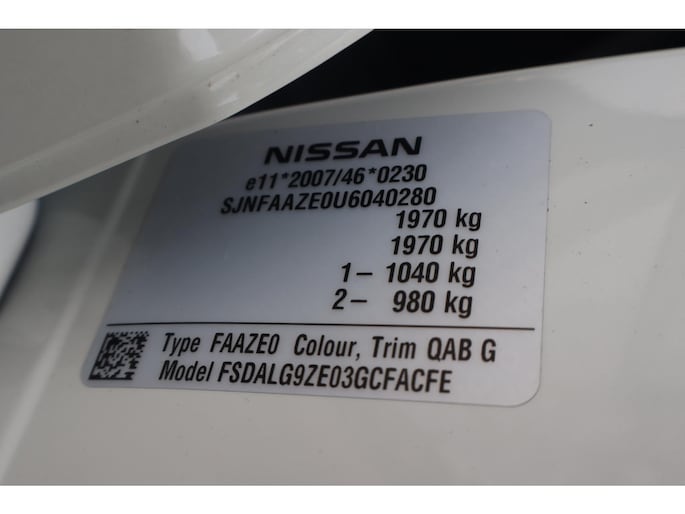 NISSAN
e11*2007/46*0230
SJNFAAZE0U6040280
1970 kg
1970 kg
1- 1040 kg
2- 980 kg
Type FAAZE0 Colour, Trim QAB G
Model FSDALG9ZE03GCFACFE